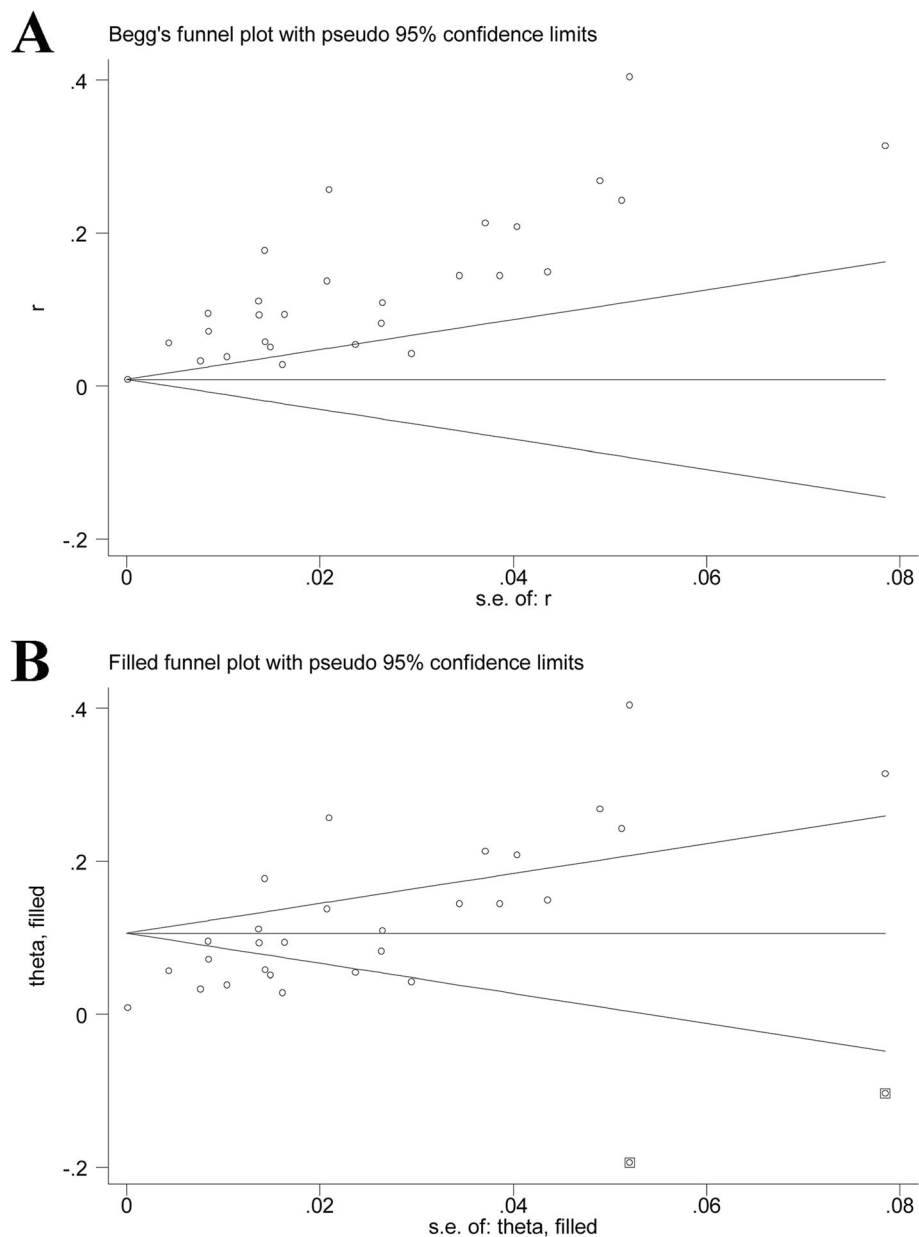 A
Begg's funnel plot with pseudo 95% confidence limits
.4
.2
0
-.2
r
0
.02
.04
.06
.08
s.e. of: r
B
Filled funnel plot with pseudo 95% confidence limits
.4
.2
0
-.2
theta, filled
0
.02
.04
.06
.08
s.e. of: theta, filled